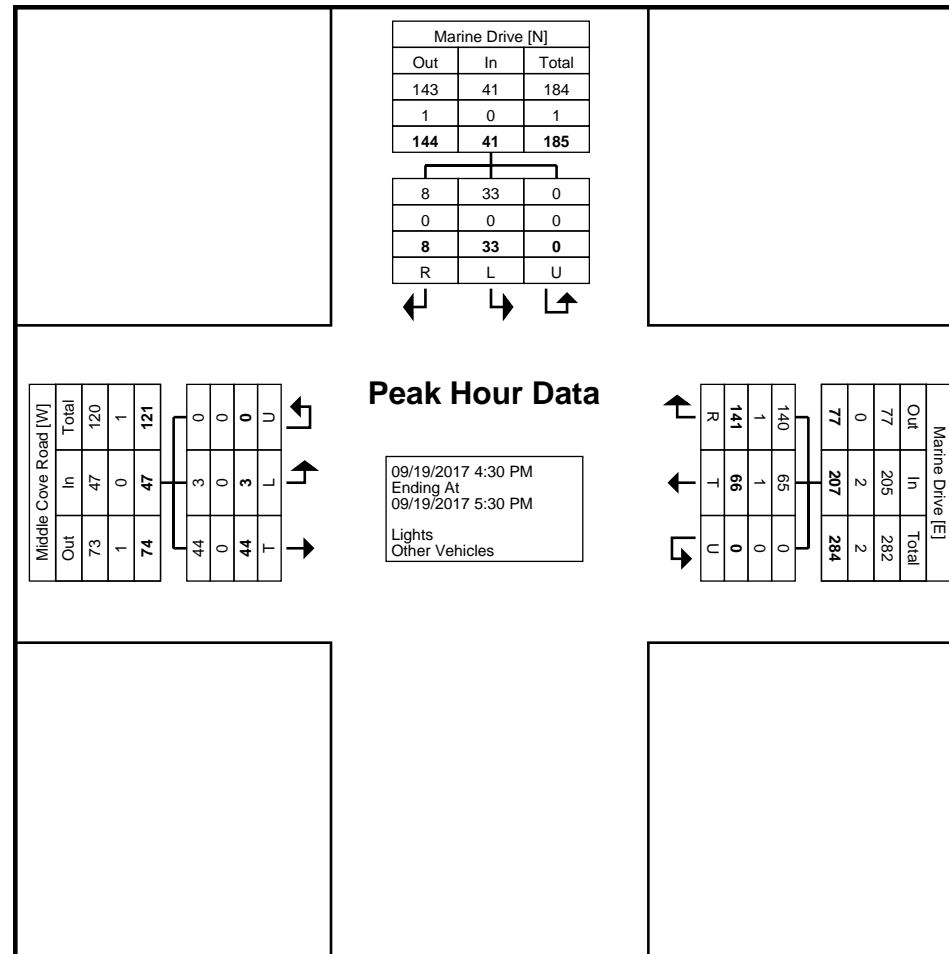 Marine Drive [N]
Out In Total
143 41 184
1 0 1
144 41 185
8 33 0
0 0 0
8 33 0
R L U
Peak Hour Data
09/19/2017 4:30 PM
Ending At
09/19/2017 5:30 PM
Lights
Other Vehicles
Middle Cove Road [W]
Out In Total
73 47 120
1 0 1
74 47 121
44 3 0
0 0 0
44 3 0
T L U
Marine Drive [E]
Out In Total
77 205 282
0 2 2
77 207 284
140 65 0
1 1 0
141 66 0
R T U